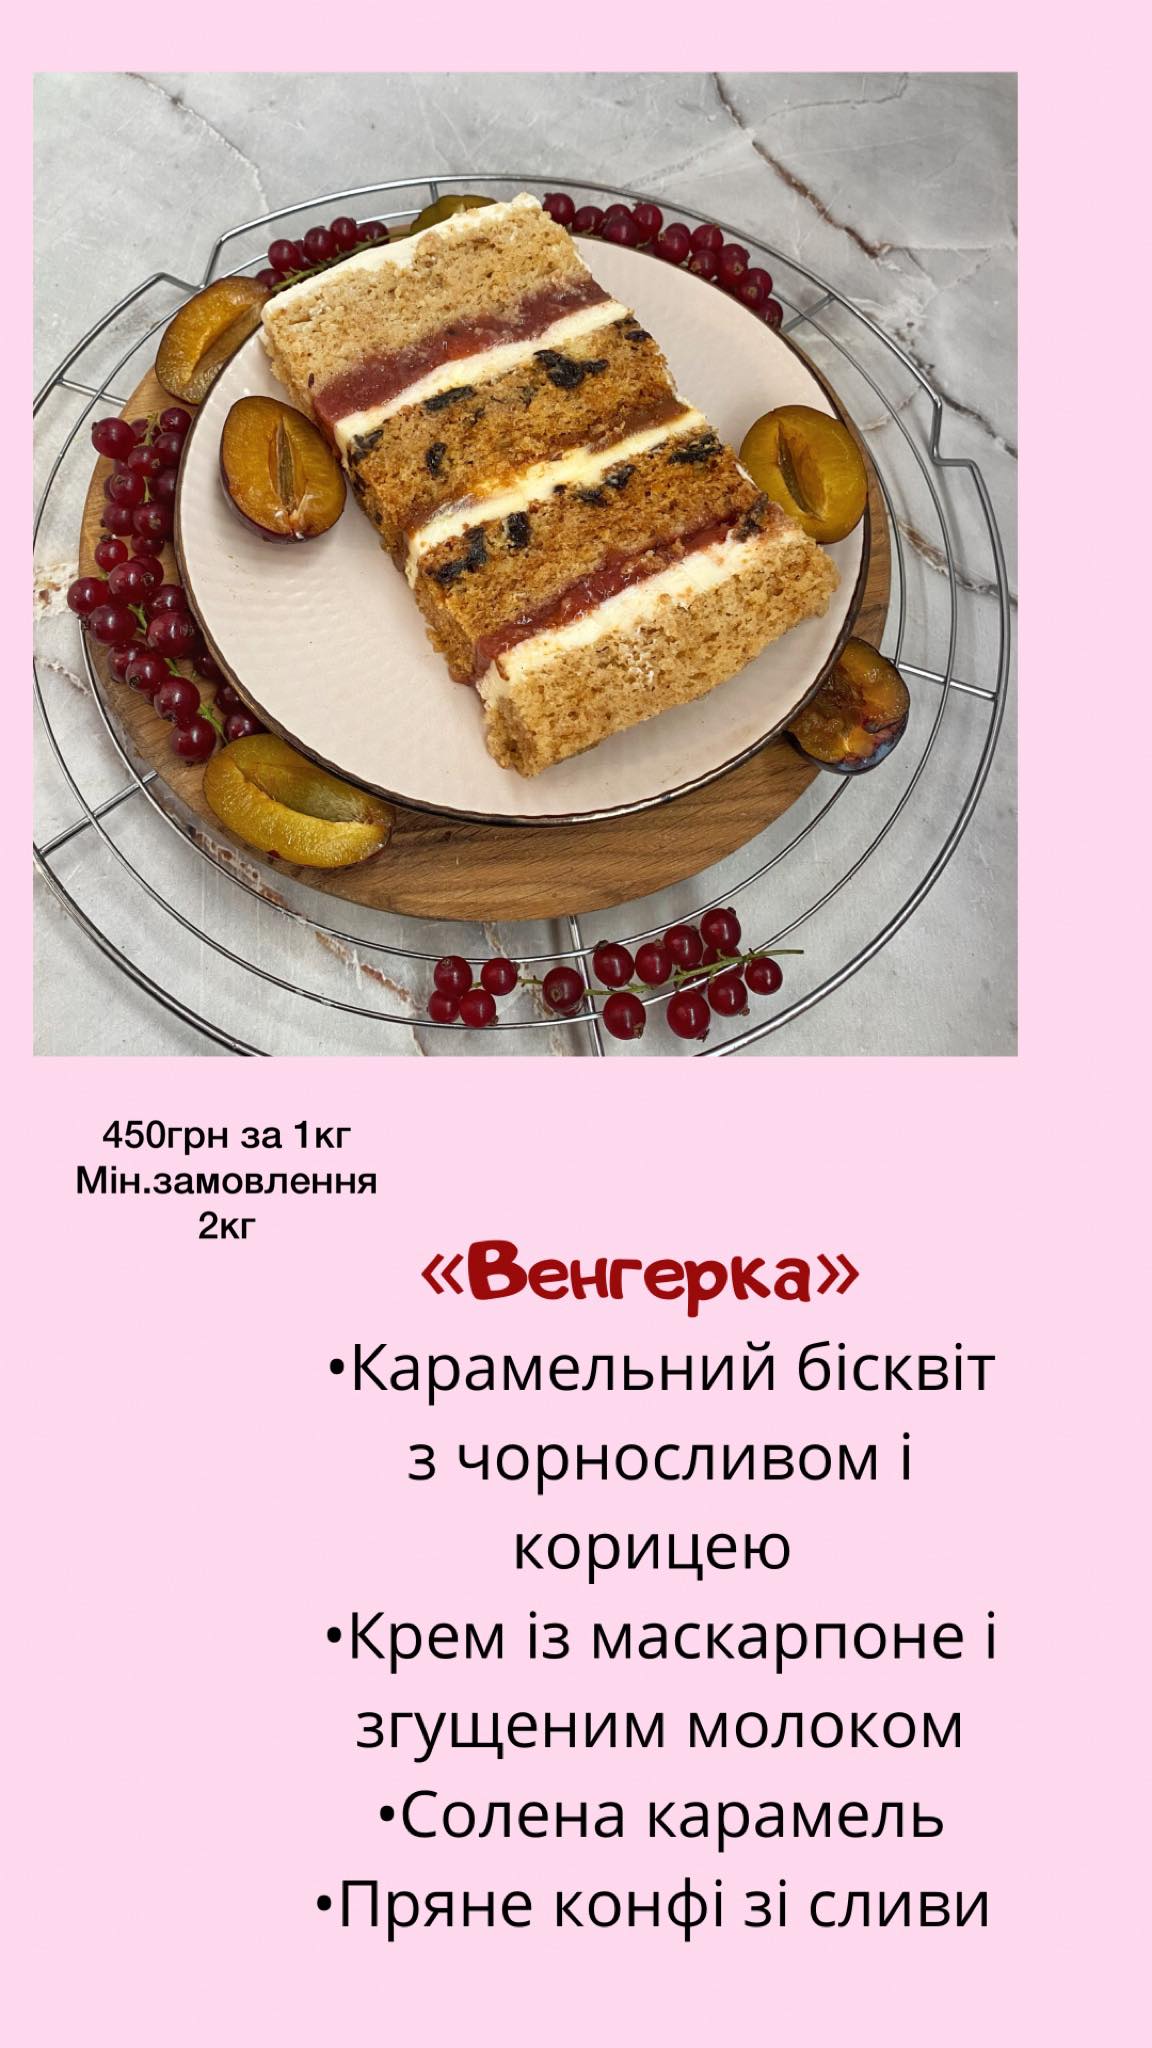 450грн за 1кг
Мін.замовлення
2кг
«Венгерка»
•Карамельний бісквіт
з чорносливом і
корицею
•Крем із маскарпоне і
згущеним молоком
•Солена карамель
•Пряне конфі зі сливи